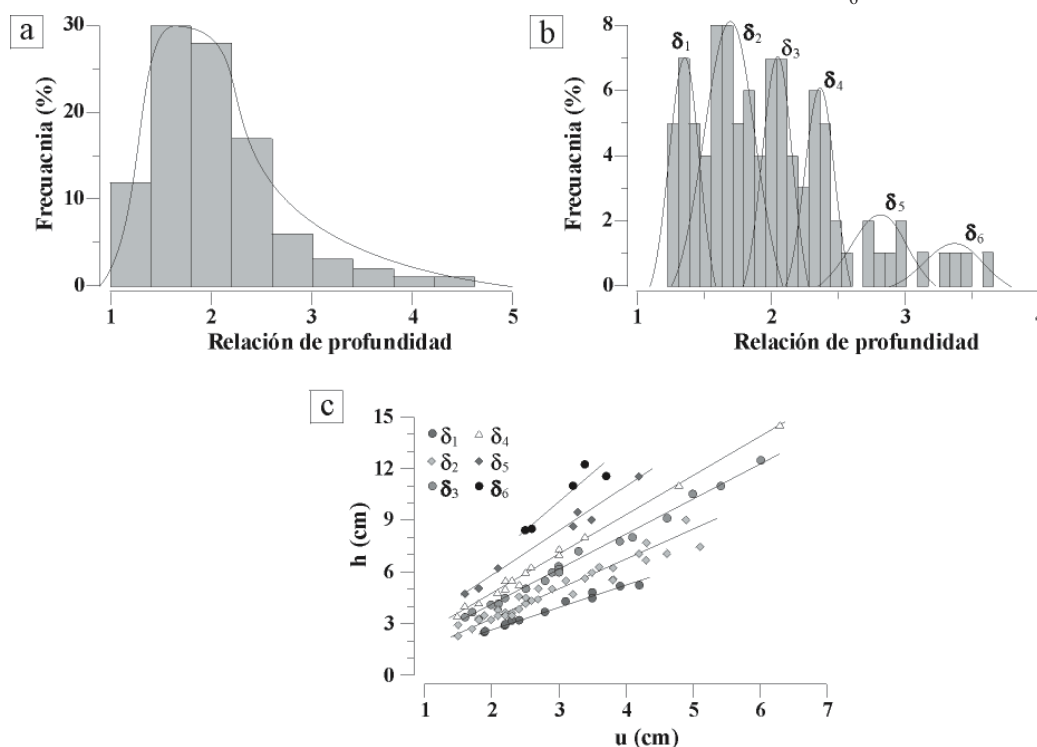 6
a
30
20
10
0
Frecuacnia (%)
1 2 3 4 5
Relación de profundidad
b
8
6
4
2
0
Frecuacnia (%)
δ1
δ2
δ3
δ4
δ5
δ6
1 2 3 4
Relación de profundidad
c
15
12
9
6
3
0
h (cm)
δ1 δ4
δ2 δ5
δ3 δ6
1 2 3 4 5 6 7
u (cm)